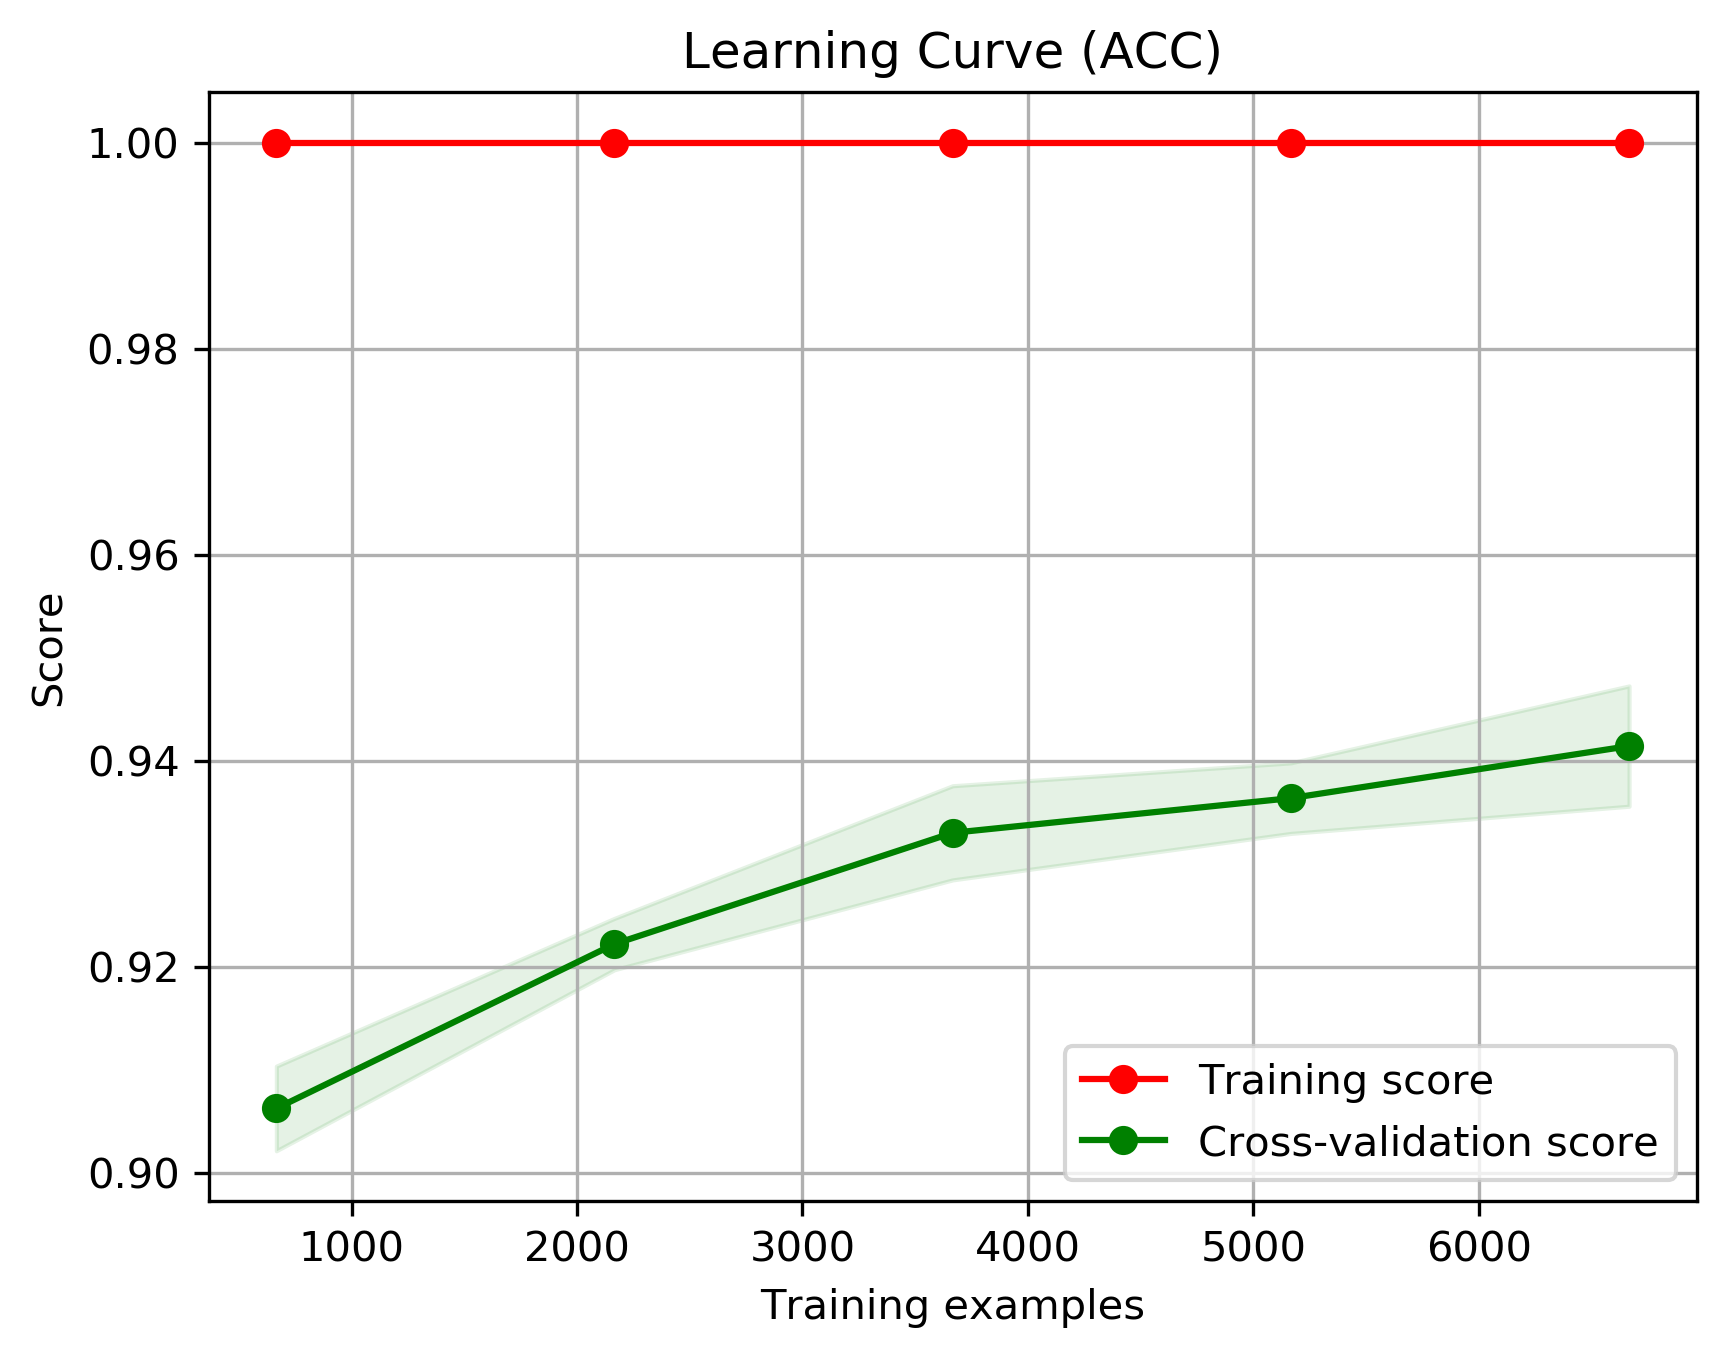 Learning Curve (ACC)
1.00
0.98
0.96
0.94
0.92
0.90
Score
Training score
Cross-validation score
1000 2000 3000 4000 5000 6000
Training examples